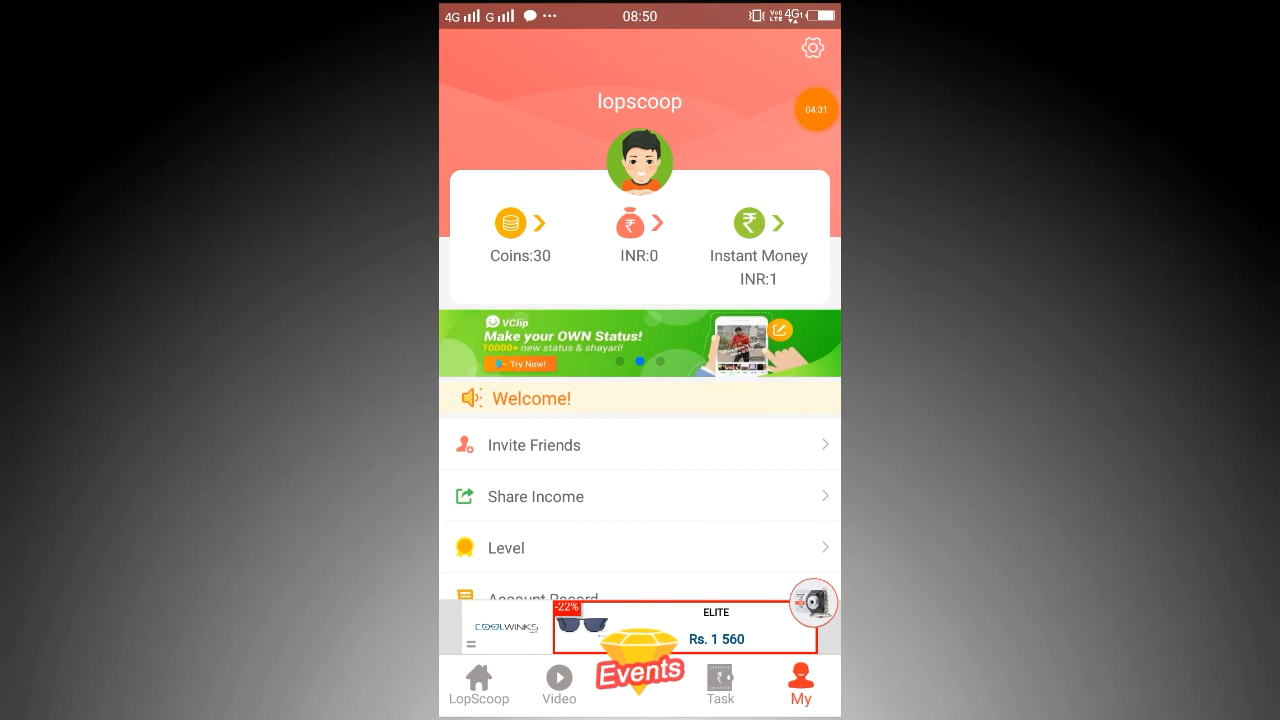 4G G 08:50 VoLTE 4G
lopscoop
04:31
Coins:30
INR:0
Instant Money
INR:1
VClip
Make your OWN Status!
10000+ new status & shayari!
Try Now!
Welcome!
Invite Friends
Share Income
Level
Account Record
-22%
COOLWINKS
ELITE
Rs. 1 560
Events
LopScoop
Video
Task
My